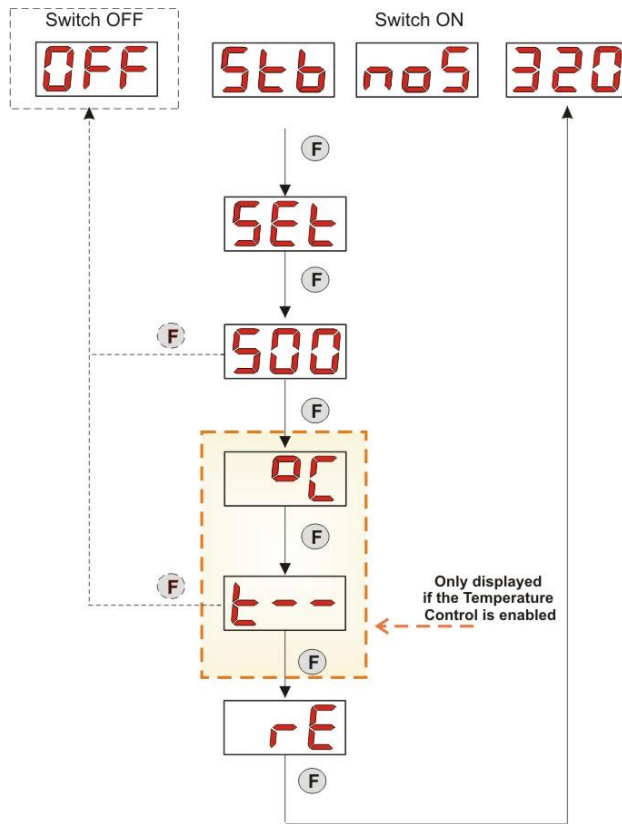 Switch OFF
Switch ON
OFF
Stb
noS
320
F
SEt
F
F
500
F
°C
F
F
t--
Only displayed
if the Temperature
Control is enabled
F
rE
F